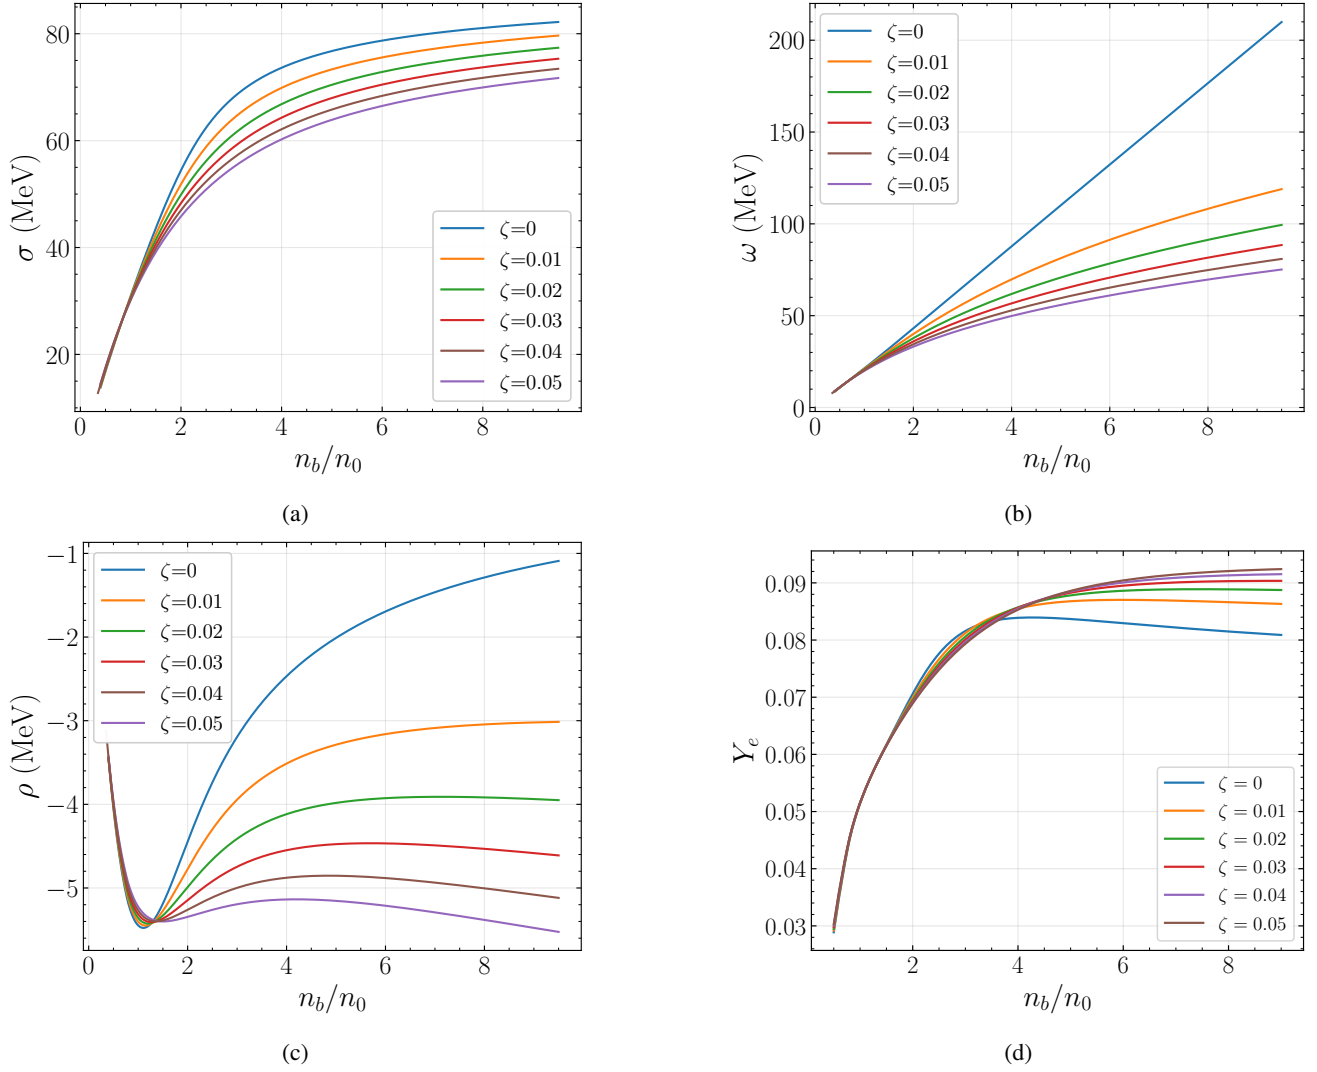 σ (MeV)
80
60
40
20
ζ=0
ζ=0.01
ζ=0.02
ζ=0.03
ζ=0.04
ζ=0.05
0 2 4 6 8
n_b/n_0
(a)
ω (MeV)
200
150
100
50
0
ζ=0
ζ=0.01
ζ=0.02
ζ=0.03
ζ=0.04
ζ=0.05
0 2 4 6 8
n_b/n_0
(b)
ρ (MeV)
−1
−2
−3
−4
−5
ζ=0
ζ=0.01
ζ=0.02
ζ=0.03
ζ=0.04
ζ=0.05
0 2 4 6 8
n_b/n_0
(c)
Y_e
0.09
0.08
0.07
0.06
0.05
0.04
0.03
ζ = 0
ζ = 0.01
ζ = 0.02
ζ = 0.03
ζ = 0.04
ζ = 0.05
2 4 6 8
n_b/n_0
(d)